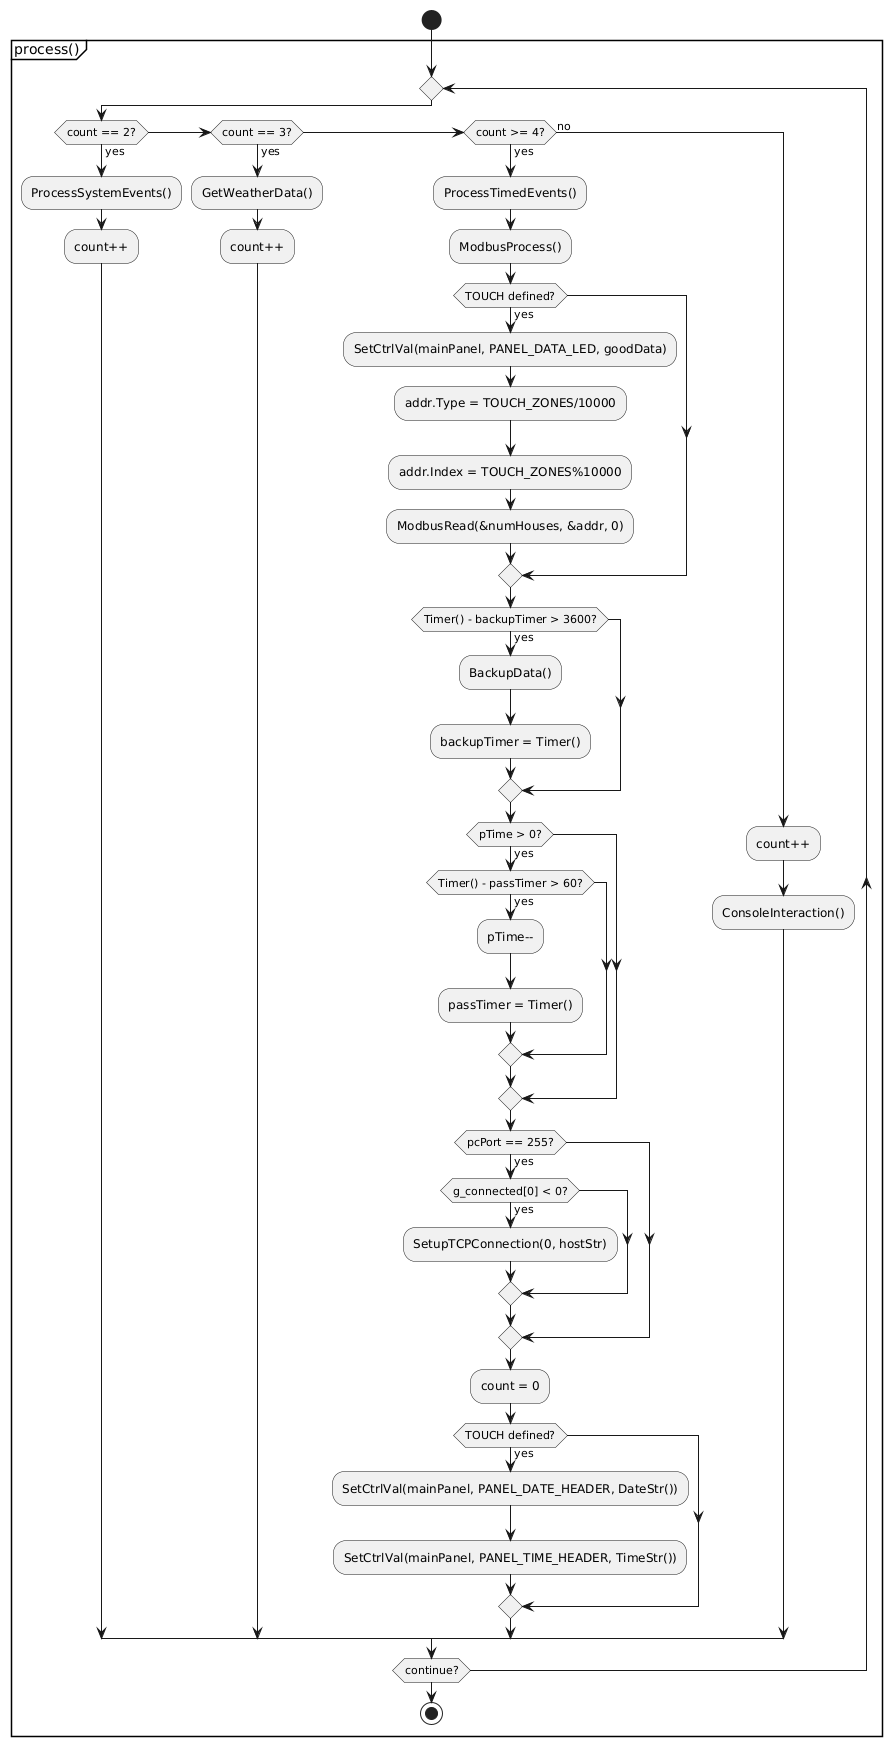 process()
count == 2?
count == 3?
count >= 4?
no
yes
yes
yes
ProcessSystemEvents()
GetWeatherData()
ProcessTimedEvents()
count++
count++
ModbusProcess()
TOUCH defined?
yes
SetCtrlVal(mainPanel, PANEL_DATA_LED, goodData)
addr.Type = TOUCH_ZONES/10000
addr.Index = TOUCH_ZONES%10000
ModbusRead(&numHouses, &addr, 0)
Timer() - backupTimer > 3600?
yes
BackupData()
backupTimer = Timer()
pTime > 0?
yes
count++
Timer() - passTimer > 60?
yes
ConsoleInteraction()
pTime--
passTimer = Timer()
pcPort == 255?
yes
g_connected[0] < 0?
yes
SetupTCPConnection(0, hostStr)
count = 0
TOUCH defined?
yes
SetCtrlVal(mainPanel, PANEL_DATE_HEADER, DateStr())
SetCtrlVal(mainPanel, PANEL_TIME_HEADER, TimeStr())
continue?